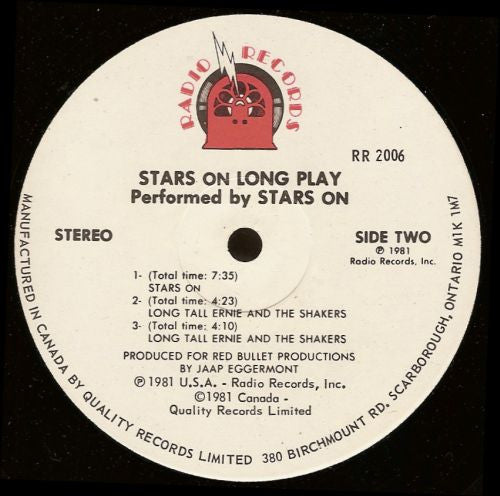 RADIO RECORDS
RR 2006
STARS ON LONG PLAY
Performed by STARS ON
STEREO
SIDE TWO
℗ 1981
Radio Records, Inc.
1- (Total time: 7:35)
STARS ON
2- (Total time: 4:23)
LONG TALL ERNIE AND THE SHAKERS
3- (Total time: 4:10)
LONG TALL ERNIE AND THE SHAKERS
PRODUCED FOR RED BULLET PRODUCTIONS
BY JAAP EGGERMONT
℗ 1981 U.S.A. - Radio Records, Inc.
©1981 Canada -
Quality Records Limited
MANUFACTURED IN CANADA BY QUALITY RECORDS LIMITED 380 BIRCHMOUNT RD. SCARBOROUGH, ONTARIO M1K 1M7